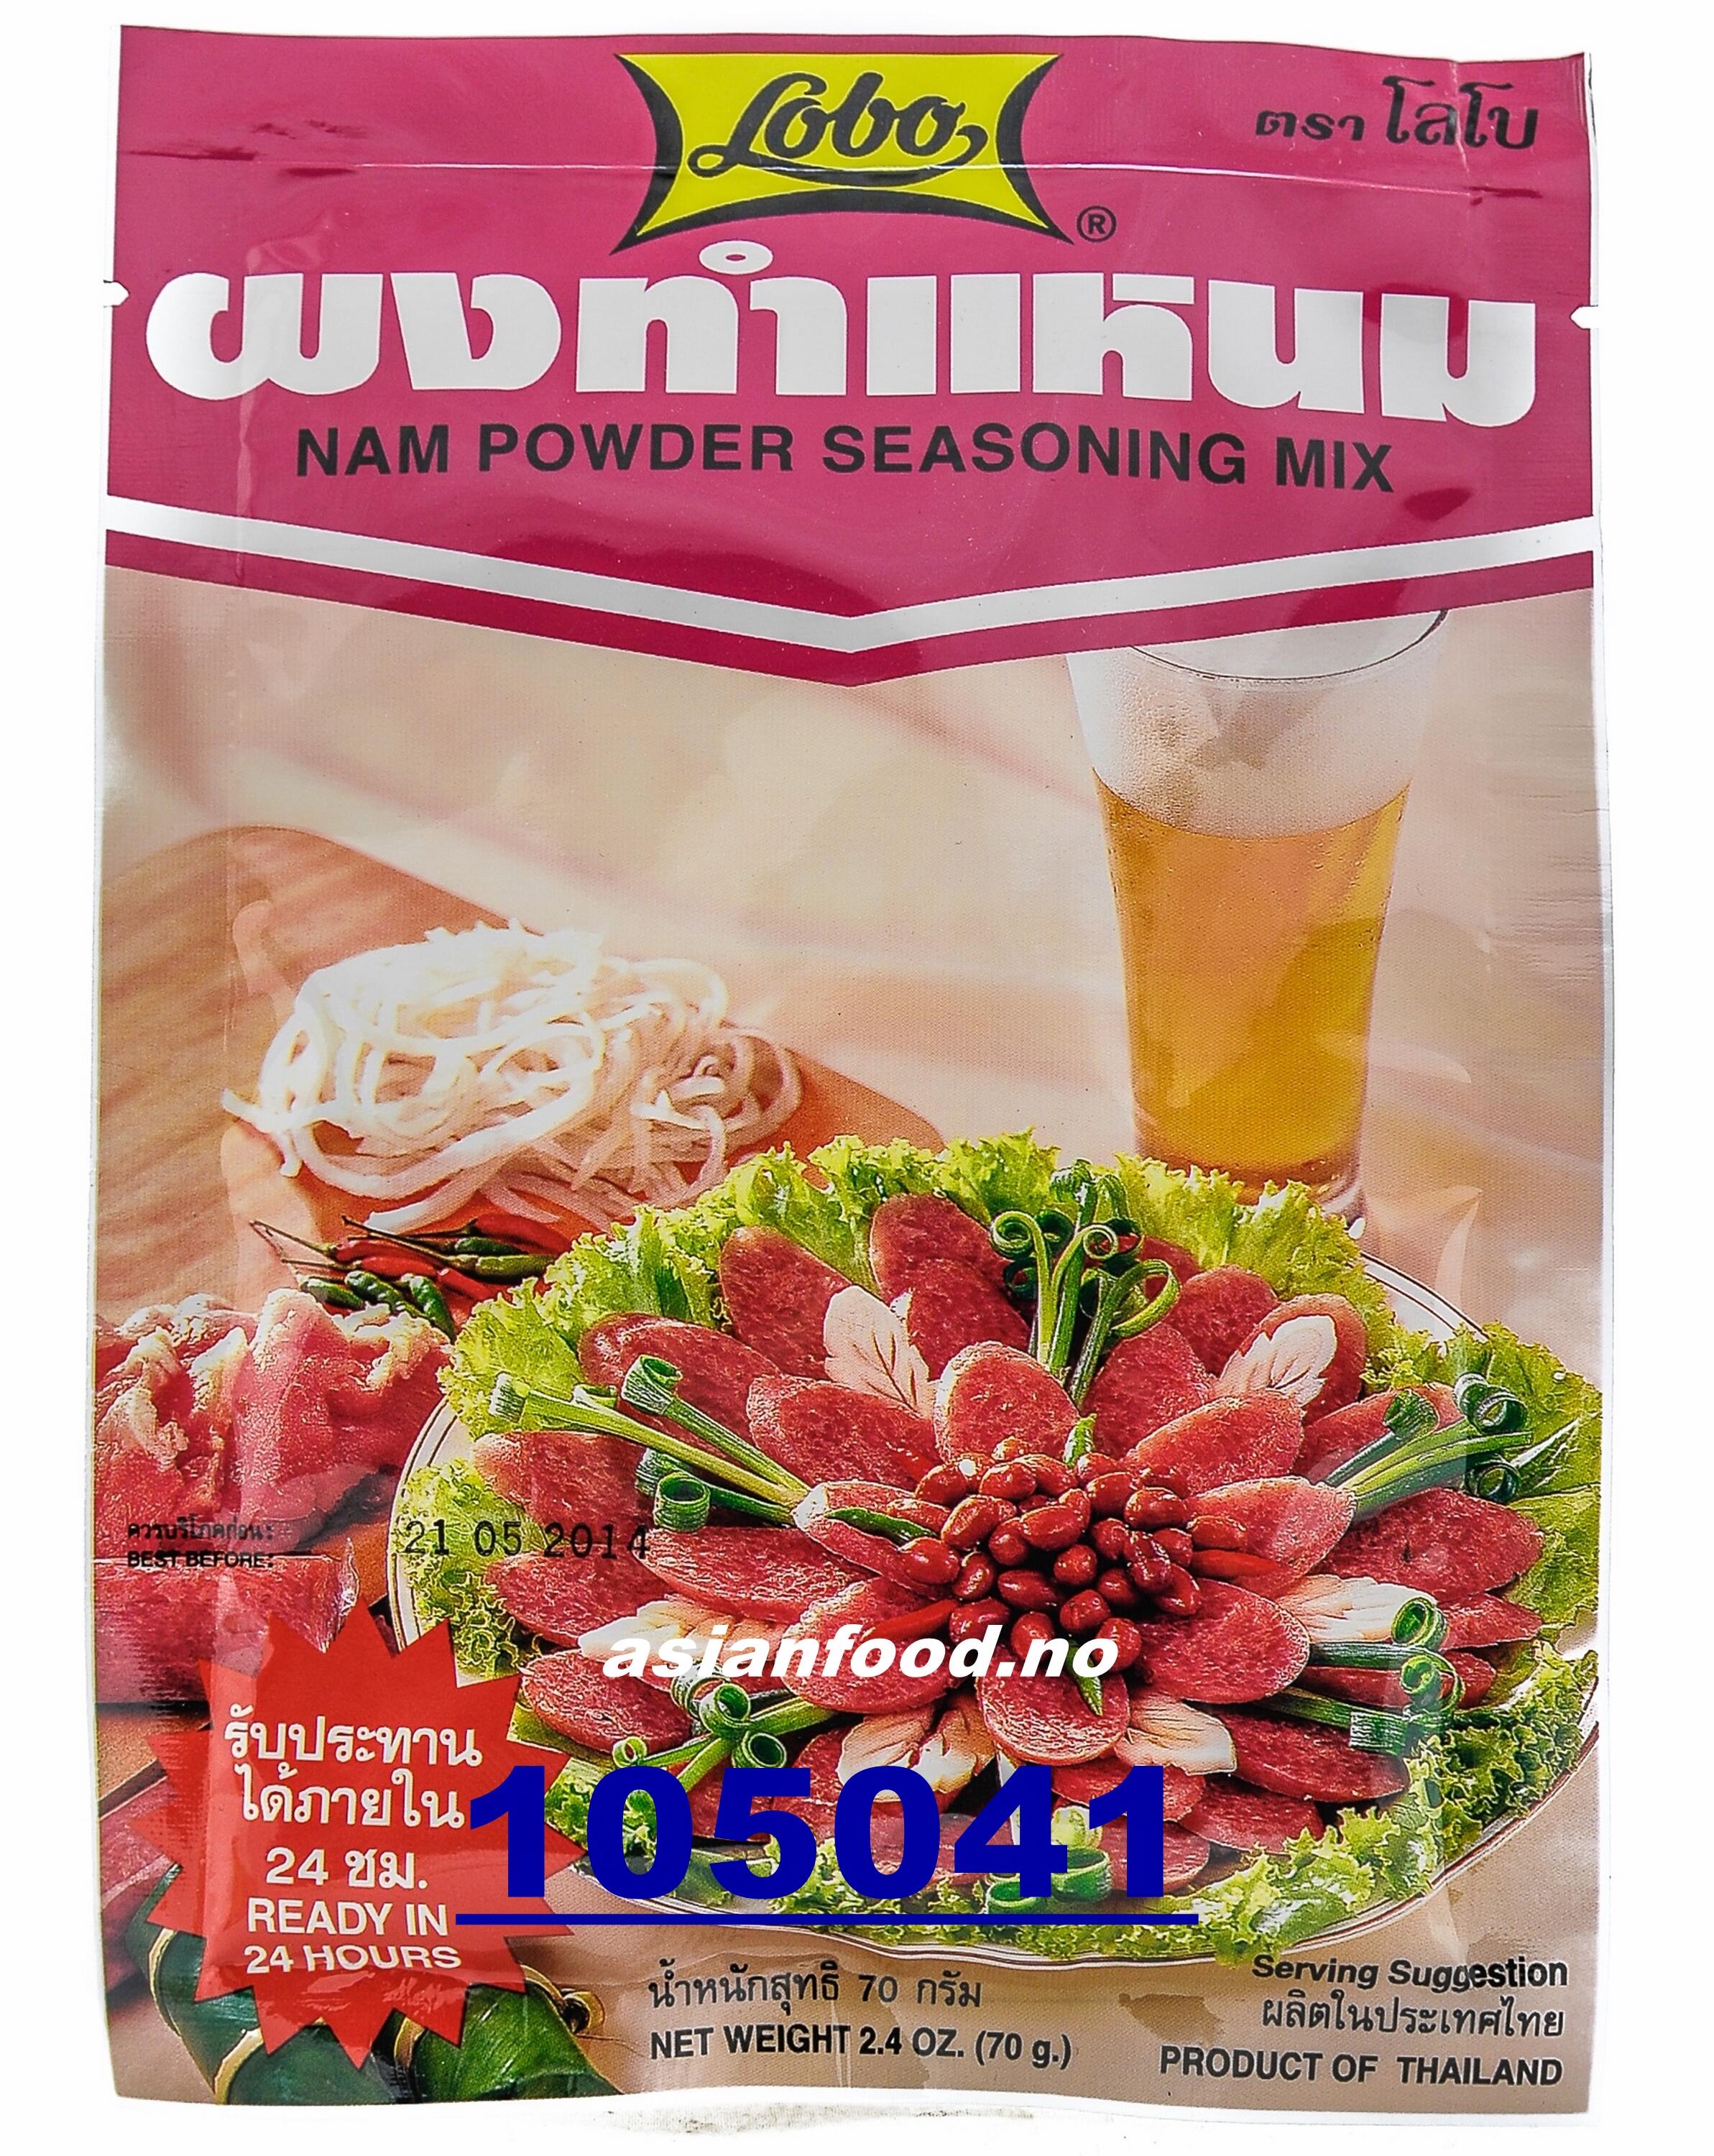 Lobo
ตรา โลโบ
®
ผงทำแหนม
NAM POWDER SEASONING MIX
ควรบริโภคก่อน:
BEST BEFORE:
21 05 2014
asianfood.no
105041
รับประทาน
ได้ภายใน
24 ชม.
READY IN
24 HOURS
น้ำหนักสุทธิ 70 กรัม
NET WEIGHT 2.4 OZ. (70 g.)
Serving Suggestion
ผลิตในประเทศไทย
PRODUCT OF THAILAND